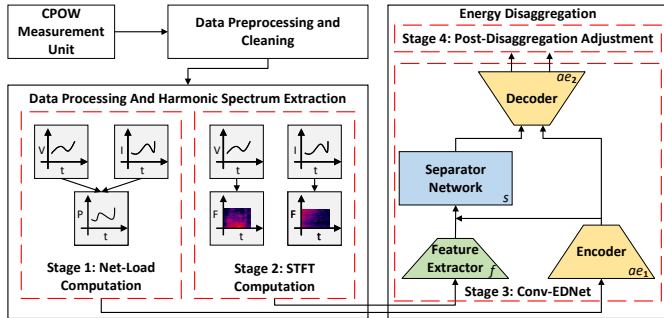 CPOW
Measurement
Unit
Data Preprocessing and
Cleaning
Data Processing And Harmonic Spectrum Extraction
V
t
I
t
P
t
Stage 1: Net-Load
Computation
V
t
I
t
F
t
F
t
Stage 2: STFT
Computation
Energy Disaggregation
Stage 4: Post-Disaggregation Adjustment
ae2
Decoder
Separator
Network
s
Feature
Extractor
f
Encoder
ae1
Stage 3: Conv-EDNet